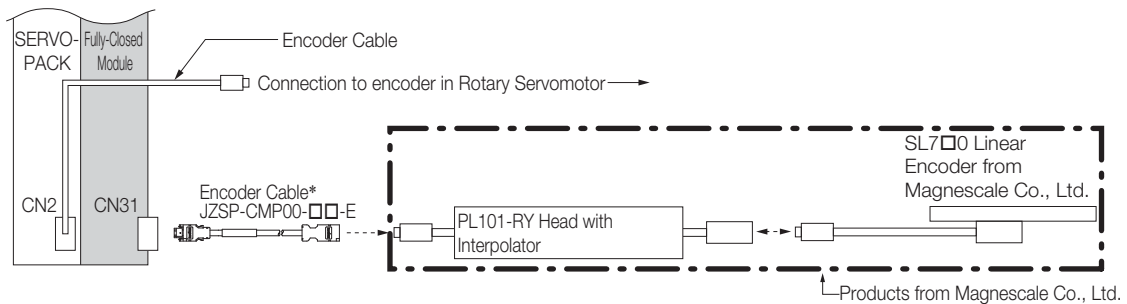 SERVO-
PACK
Fully-Closed
Module
Encoder Cable
Connection to encoder in Rotary Servomotor
CN2
CN31
Encoder Cable*
JZSP-CMP00-□□-E
PL101-RY Head with
Interpolator
SL7□0 Linear
Encoder from
Magnescale Co., Ltd.
Products from Magnescale Co., Ltd.